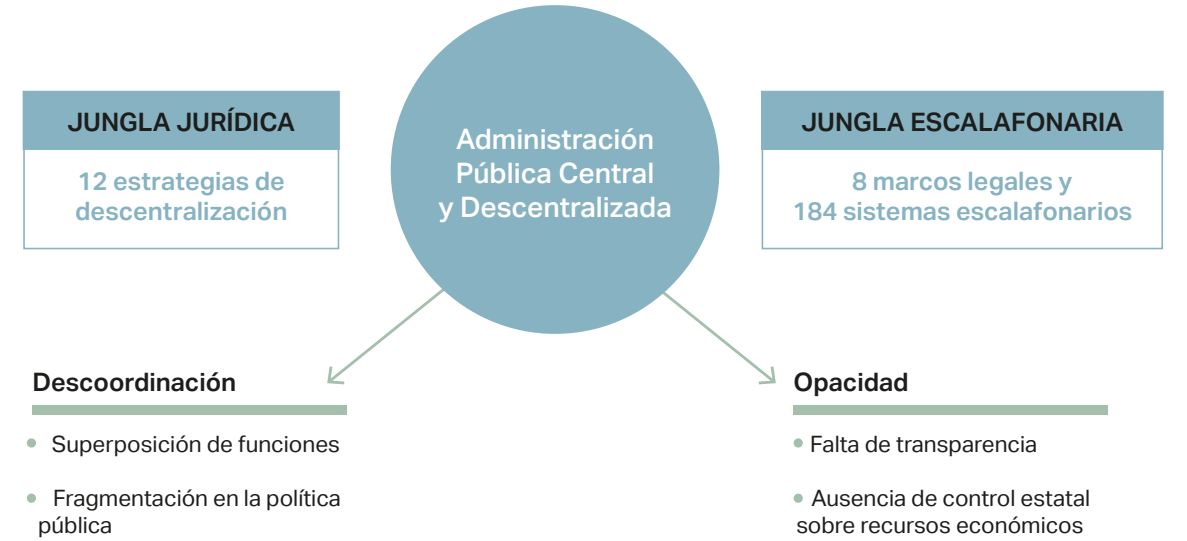 JUNGLA JURÍDICA
12 estrategias de
descentralización
Administración
Pública Central
y Descentralizada
JUNGLA ESCALAFONARIA
8 marcos legales y
184 sistemas escalafonarios
Descoordinación
• Superposición de funciones
• Fragmentación en la política
pública
Opacidad
• Falta de transparencia
• Ausencia de control estatal
sobre recursos económicos